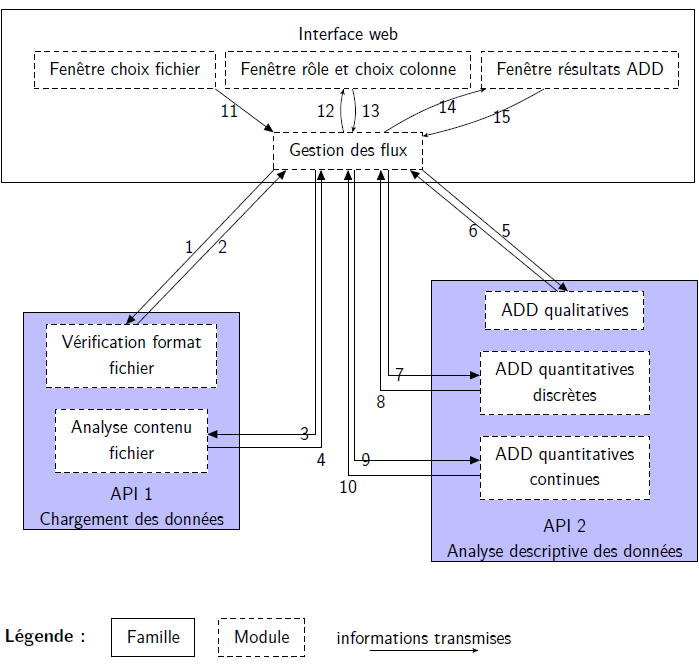 Interface web
Fenêtre choix fichier
Fenêtre rôle et choix colonne
Fenêtre résultats ADD
11
12
13
14
15
Gestion des flux
1
2
6
5
ADD qualitatives
Vérification format
fichier
ADD quantitatives
discrètes
7
8
Analyse contenu
fichier
3
4
ADD quantitatives
continues
9
10
API 1
Chargement des données
API 2
Analyse descriptive des données
Légende :
Famille
Module
informations transmises